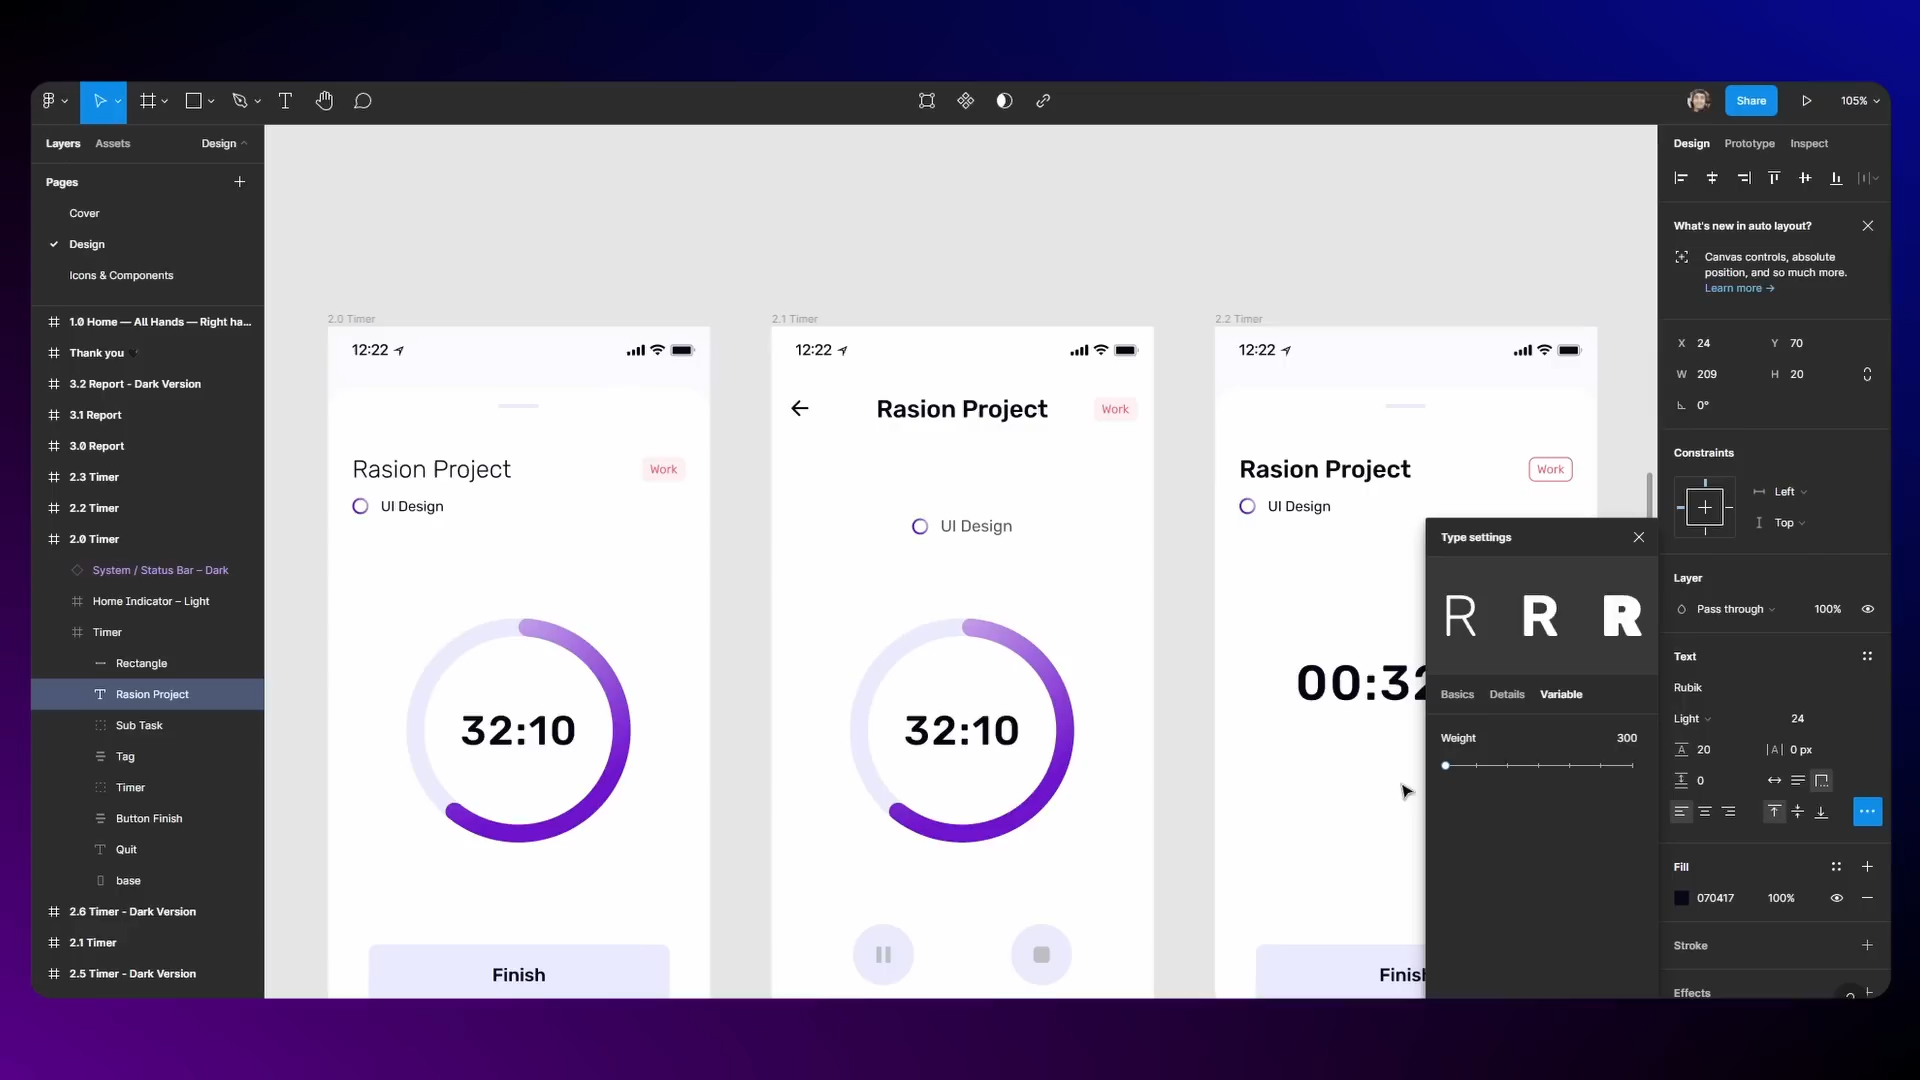 Share
105%
Layers
Assets
Design
Pages
Cover
Design
Icons & Components
1.0 Home — All Hands — Right ha...
Thank you
3.2 Report - Dark Version
3.1 Report
3.0 Report
2.3 Timer
2.2 Timer
2.0 Timer
System / Status Bar – Dark
Home Indicator – Light
Timer
Rectangle
Rasion Project
Sub Task
Tag
Timer
Button Finish
Quit
base
2.6 Timer - Dark Version
2.1 Timer
2.5 Timer - Dark Version
2.0 Timer
12:22
Rasion Project
Work
UI Design
32:10
Finish
2.1 Timer
12:22
Rasion Project
Work
UI Design
32:10
2.2 Timer
12:22
Rasion Project
Work
UI Design
00:32
Finish
Type settings
R R R
Basics
Details
Variable
Weight
300
Design
Prototype
Inspect
What's new in auto layout?
Canvas controls, absolute
position, and so much more.
Learn more →
X 24
Y 70
W 209
H 20
0°
Constraints
Left
Top
Layer
Pass through
100%
Text
Rubik
Light
24
20
0 px
0
Fill
070417
100%
Stroke
Effects